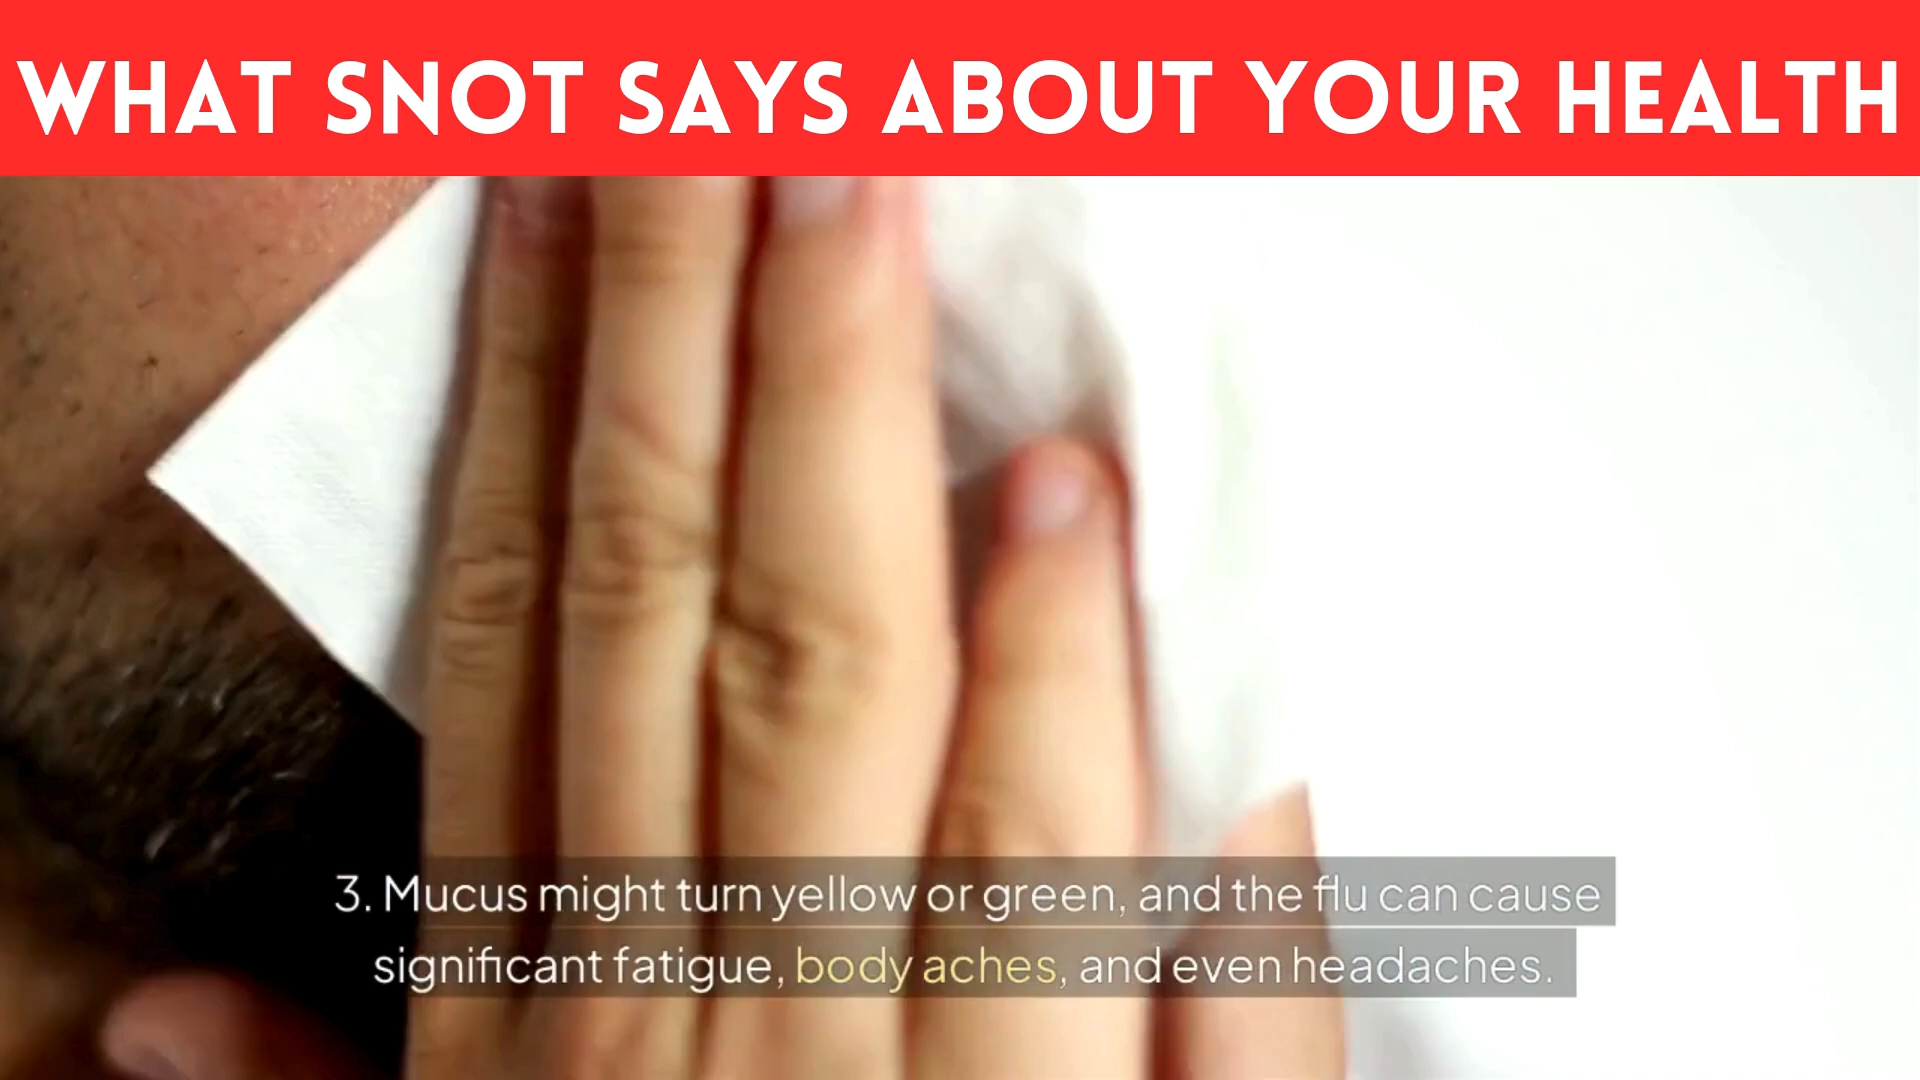 WHAT SNOT SAYS ABOUT YOUR HEALTH
3. Mucus might turn yellow or green, and the flu can cause
significant fatigue, body aches, and even headaches.